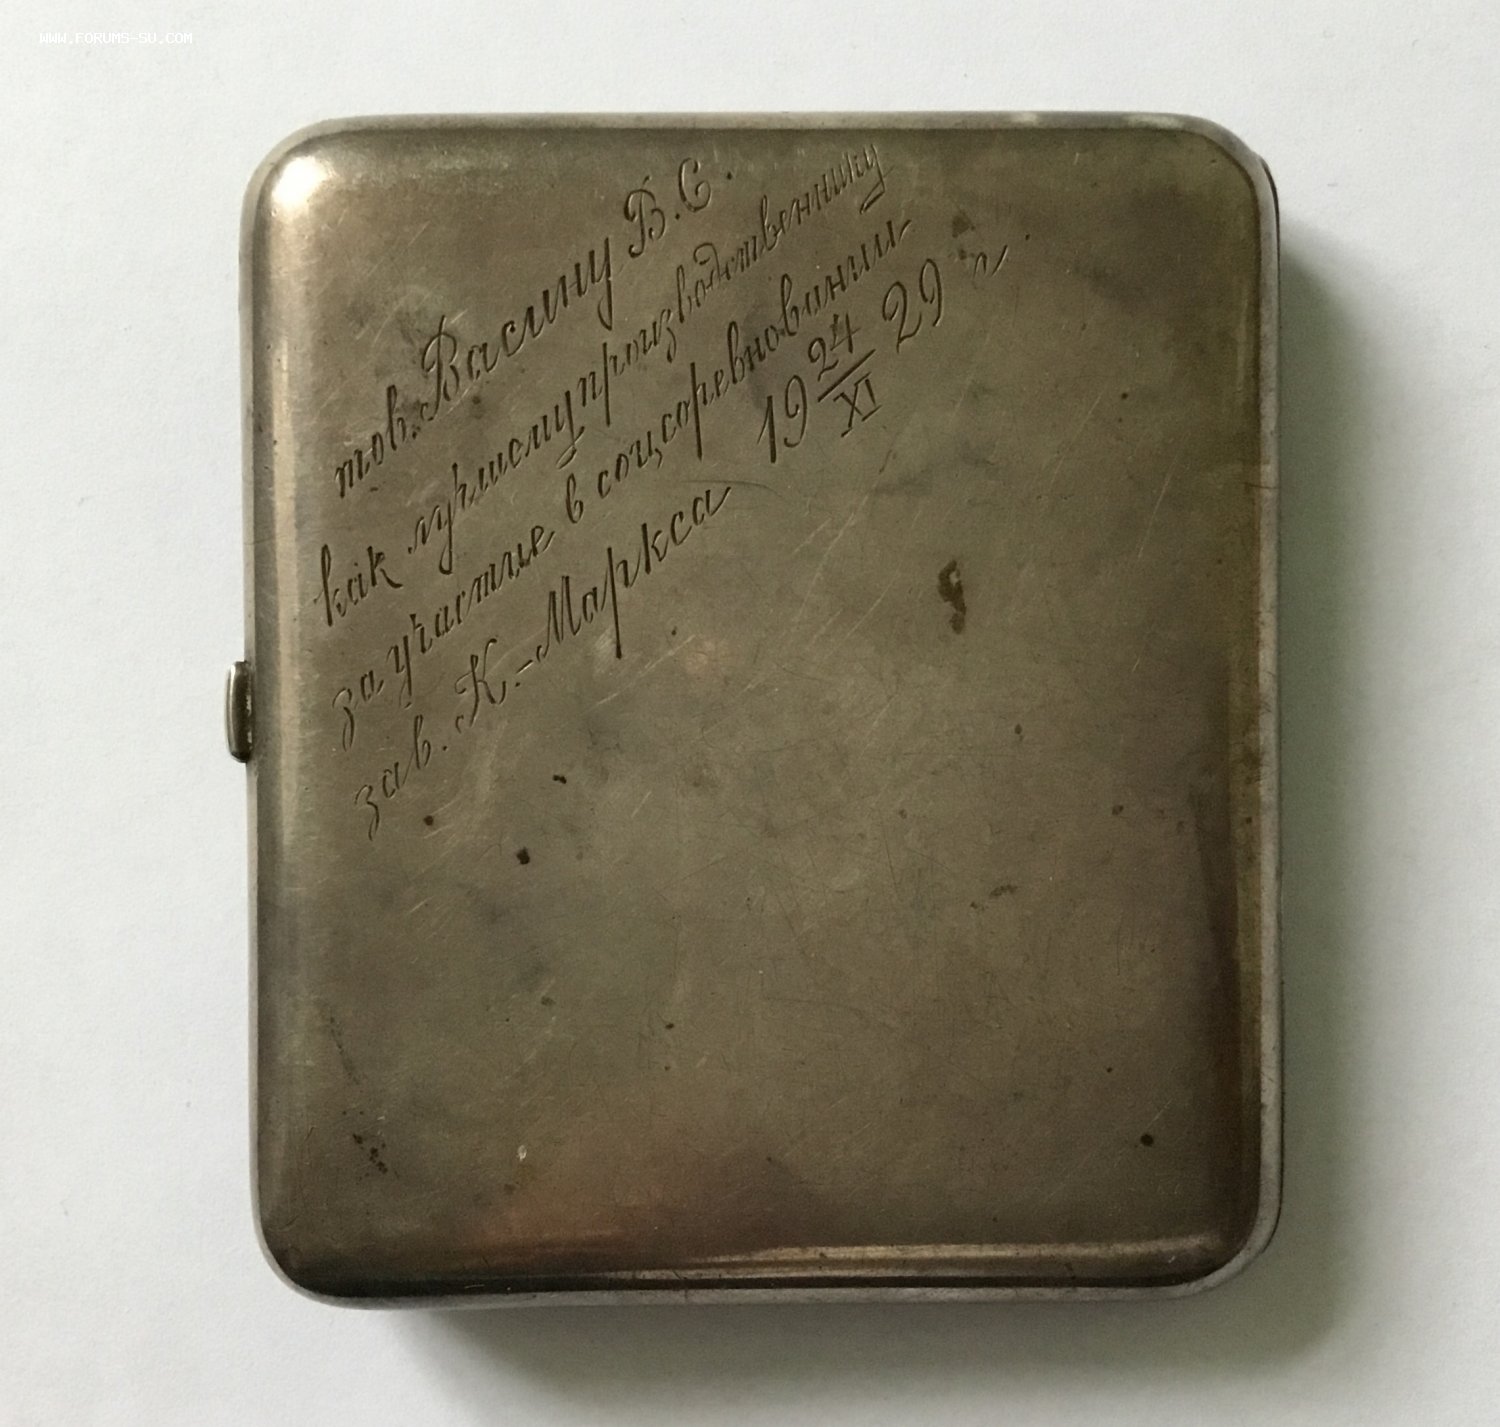 WWW.FORUMS-SU.COM
тов. Васину В.С.
как лучшему производственнику
за участие в соцсоревновании
зав. К.-Маркса 19 24/XI 29 г.